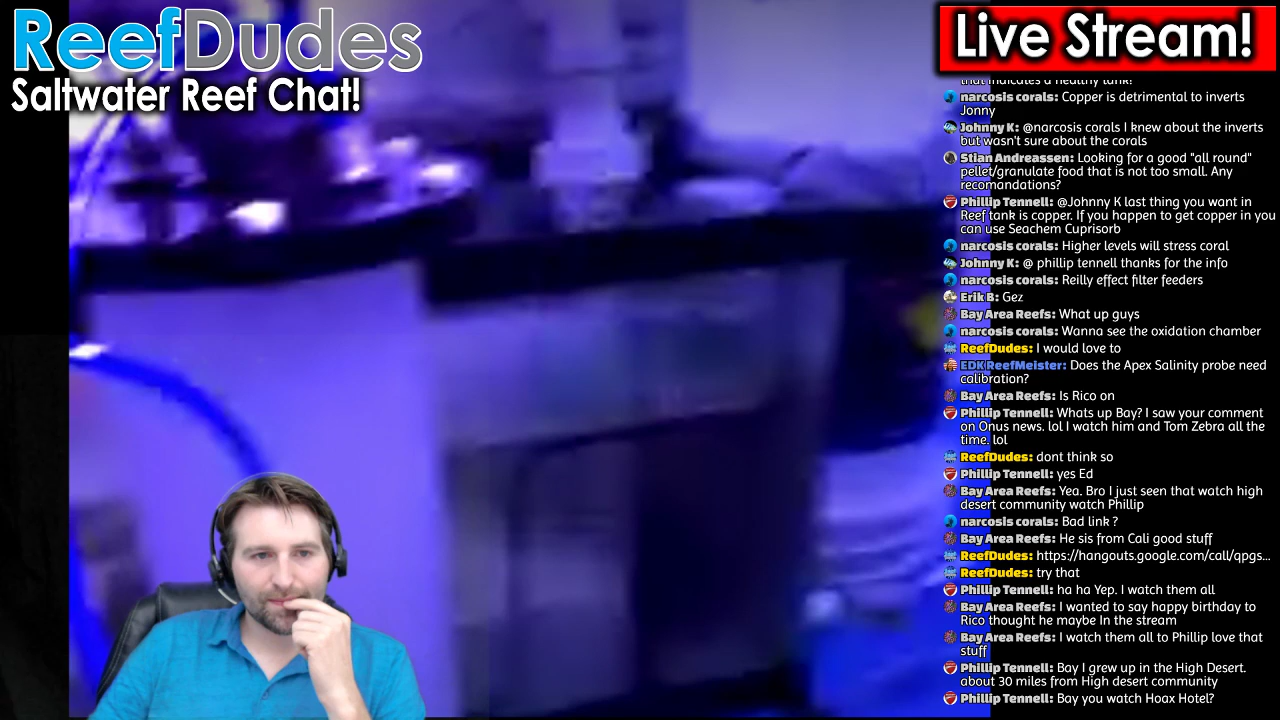 ReefDudes
Saltwater Reef Chat!
Live Stream!
that indicates a healthy tank!
narcosis corals: Copper is detrimental to inverts
Jonny
Johnny K: @narcosis corals I knew about the inverts
but wasn't sure about the corals
Stian Andreassen: Looking for a good "all round"
pellet/granulate food that is not too small. Any
recomandations?
Phillip Tennell: @Johnny K last thing you want in
Reef tank is copper. If you happen to get copper in you
can use Seachem Cuprisorb
narcosis corals: Higher levels will stress coral
Johnny K: @ phillip tennell thanks for the info
narcosis corals: Reilly effect filter feeders
Erik B: Gez
Bay Area Reefs: What up guys
narcosis corals: Wanna see the oxidation chamber
ReefDudes: I would love to
EDK ReefMeister: Does the Apex Salinity probe need
calibration?
Bay Area Reefs: Is Rico on
Phillip Tennell: Whats up Bay? I saw your comment
on Onus news. lol I watch him and Tom Zebra all the
time. lol
ReefDudes: dont think so
Phillip Tennell: yes Ed
Bay Area Reefs: Yea. Bro I just seen that watch high
desert community watch Phillip
narcosis corals: Bad link ?
Bay Area Reefs: He sis from Cali good stuff
ReefDudes: https://hangouts.google.com/call/qpgs...
ReefDudes: try that
Phillip Tennell: ha ha Yep. I watch them all
Bay Area Reefs: I wanted to say happy birthday to
Rico thought he maybe In the stream
Bay Area Reefs: I watch them all to Phillip love that
stuff
Phillip Tennell: Bay I grew up in the High Desert.
about 30 miles from High desert community
Phillip Tennell: Bay you watch Hoax Hotel?